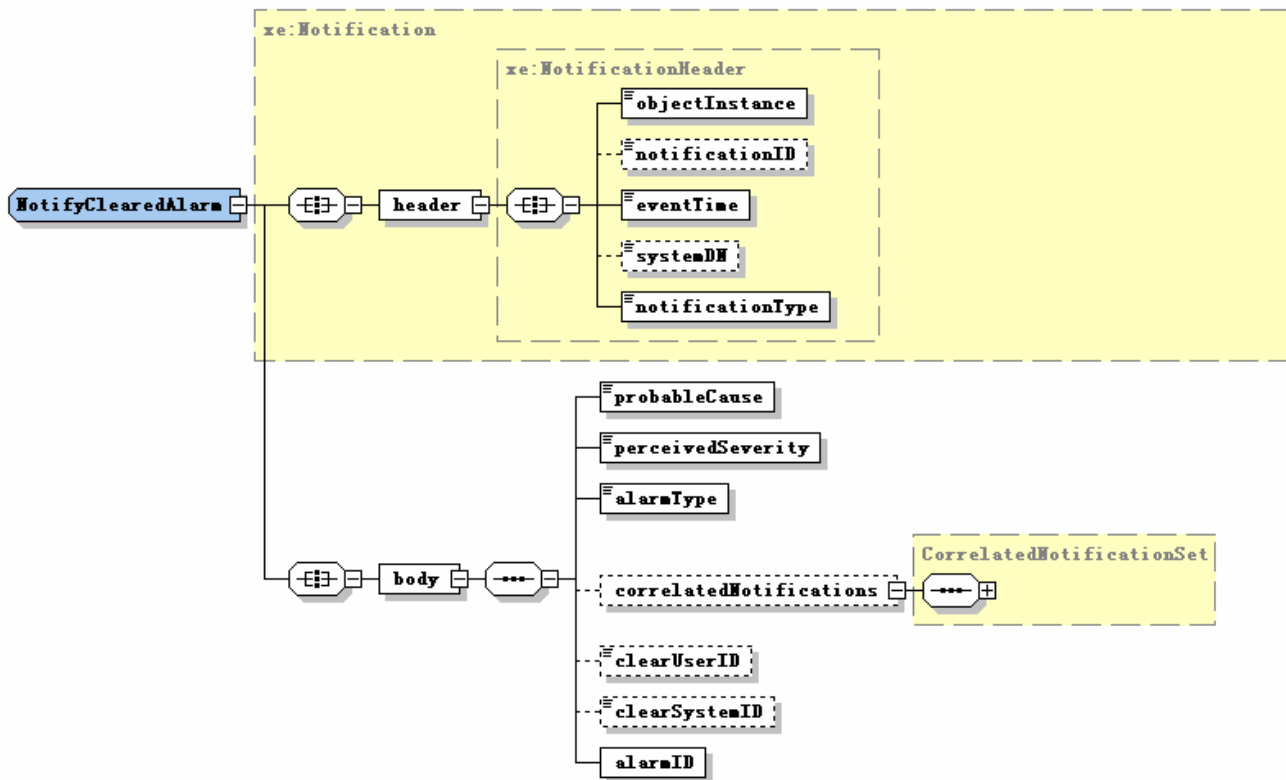 xe:Notification
xe:NotificationHeader
objectInstance
notificationID
NotifyClearedAlarm
header
eventTime
systemDN
notificationType
probableCause
perceivedSeverity
alarmType
CorrelatedNotificationSet
body
correlatedNotifications
clearUserID
clearSystemID
alarmID